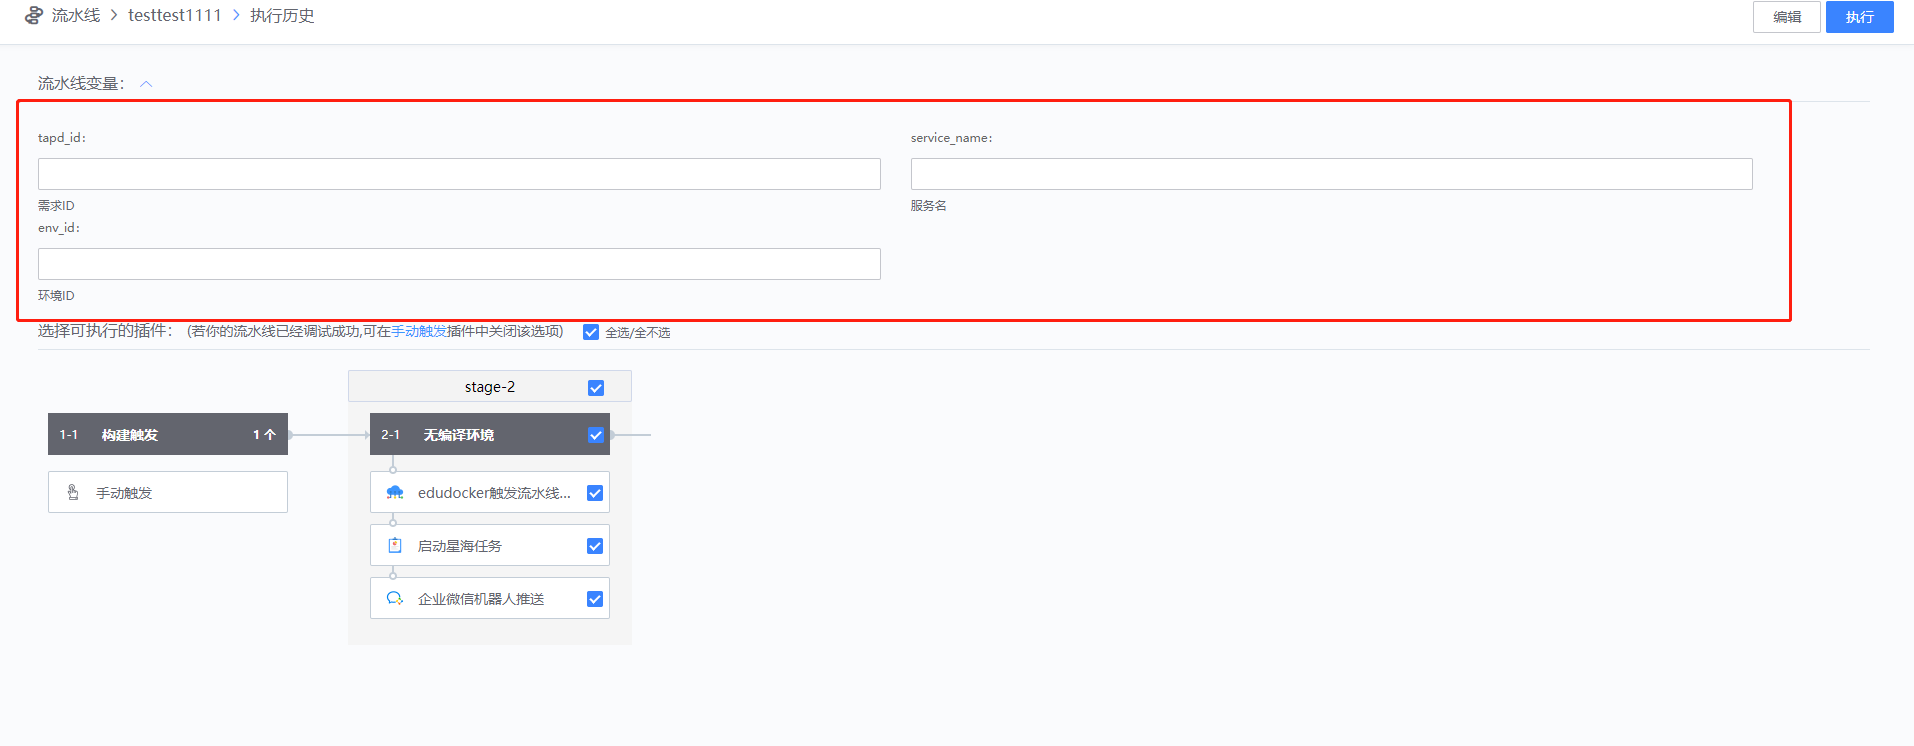 流水线 > testtest1111 > 执行历史
编辑 执行
流水线变量：
tapd_id：
service_name：
需求ID
服务名
env_id：
环境ID
选择可执行的插件： (若你的流水线已经调试成功,可在手动触发插件中关闭该选项) 全选/全不选
stage-2
1-1 构建触发 1 个
2-1 无编译环境
手动触发
edudocker触发流水线...
启动星海任务
企业微信机器人推送